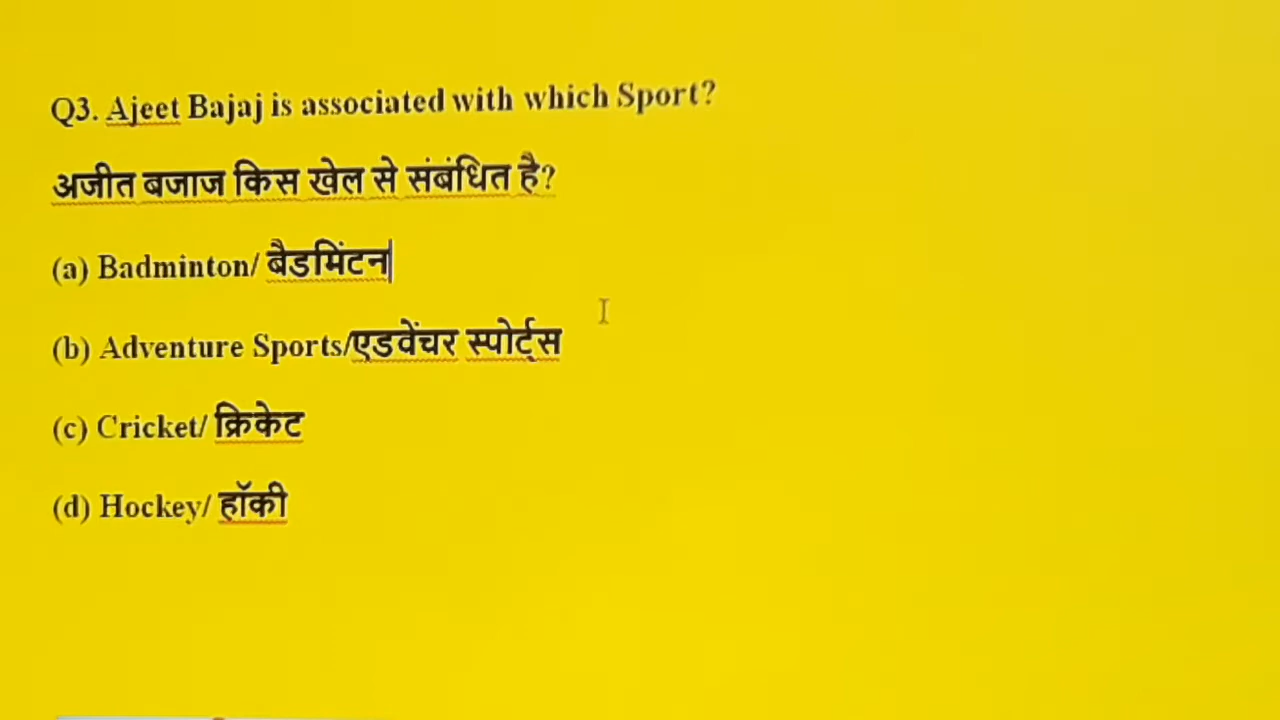 Q3. Ajeet Bajaj is associated with which Sport?
अजीत बजाज किस खेल से संबंधित है?
(a) Badminton/ बैडमिंटन
(b) Adventure Sports/एडवेंचर स्पोर्ट्स
(c) Cricket/ क्रिकेट
(d) Hockey/ हॉकी